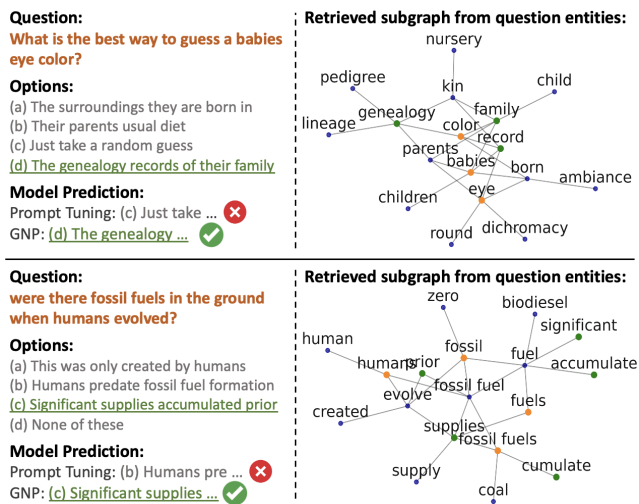 Question:
What is the best way to guess a babies
eye color?
Options:
(a) The surroundings they are born in
(b) Their parents usual diet
(c) Just take a random guess
(d) The genealogy records of their family
Model Prediction:
Prompt Tuning: (c) Just take ...
GNP: (d) The genealogy ...
Retrieved subgraph from question entities:
nursery
pedigree
kin
child
genealogy
family
lineage
color
record
parents
babies
born
ambiance
eye
children
round
dichromacy
Question:
were there fossil fuels in the ground
when humans evolved?
Options:
(a) This was only created by humans
(b) Humans predate fossil fuel formation
(c) Significant supplies accumulated prior
(d) None of these
Model Prediction:
Prompt Tuning: (b) Humans pre ...
GNP: (c) Significant supplies ...
Retrieved subgraph from question entities:
zero
biodiesel
significant
human
fossil
fuel
humans
prior
accumulate
evolve
fossil fuel
created
fuels
supplies
fossil fuels
supply
cumulate
coal